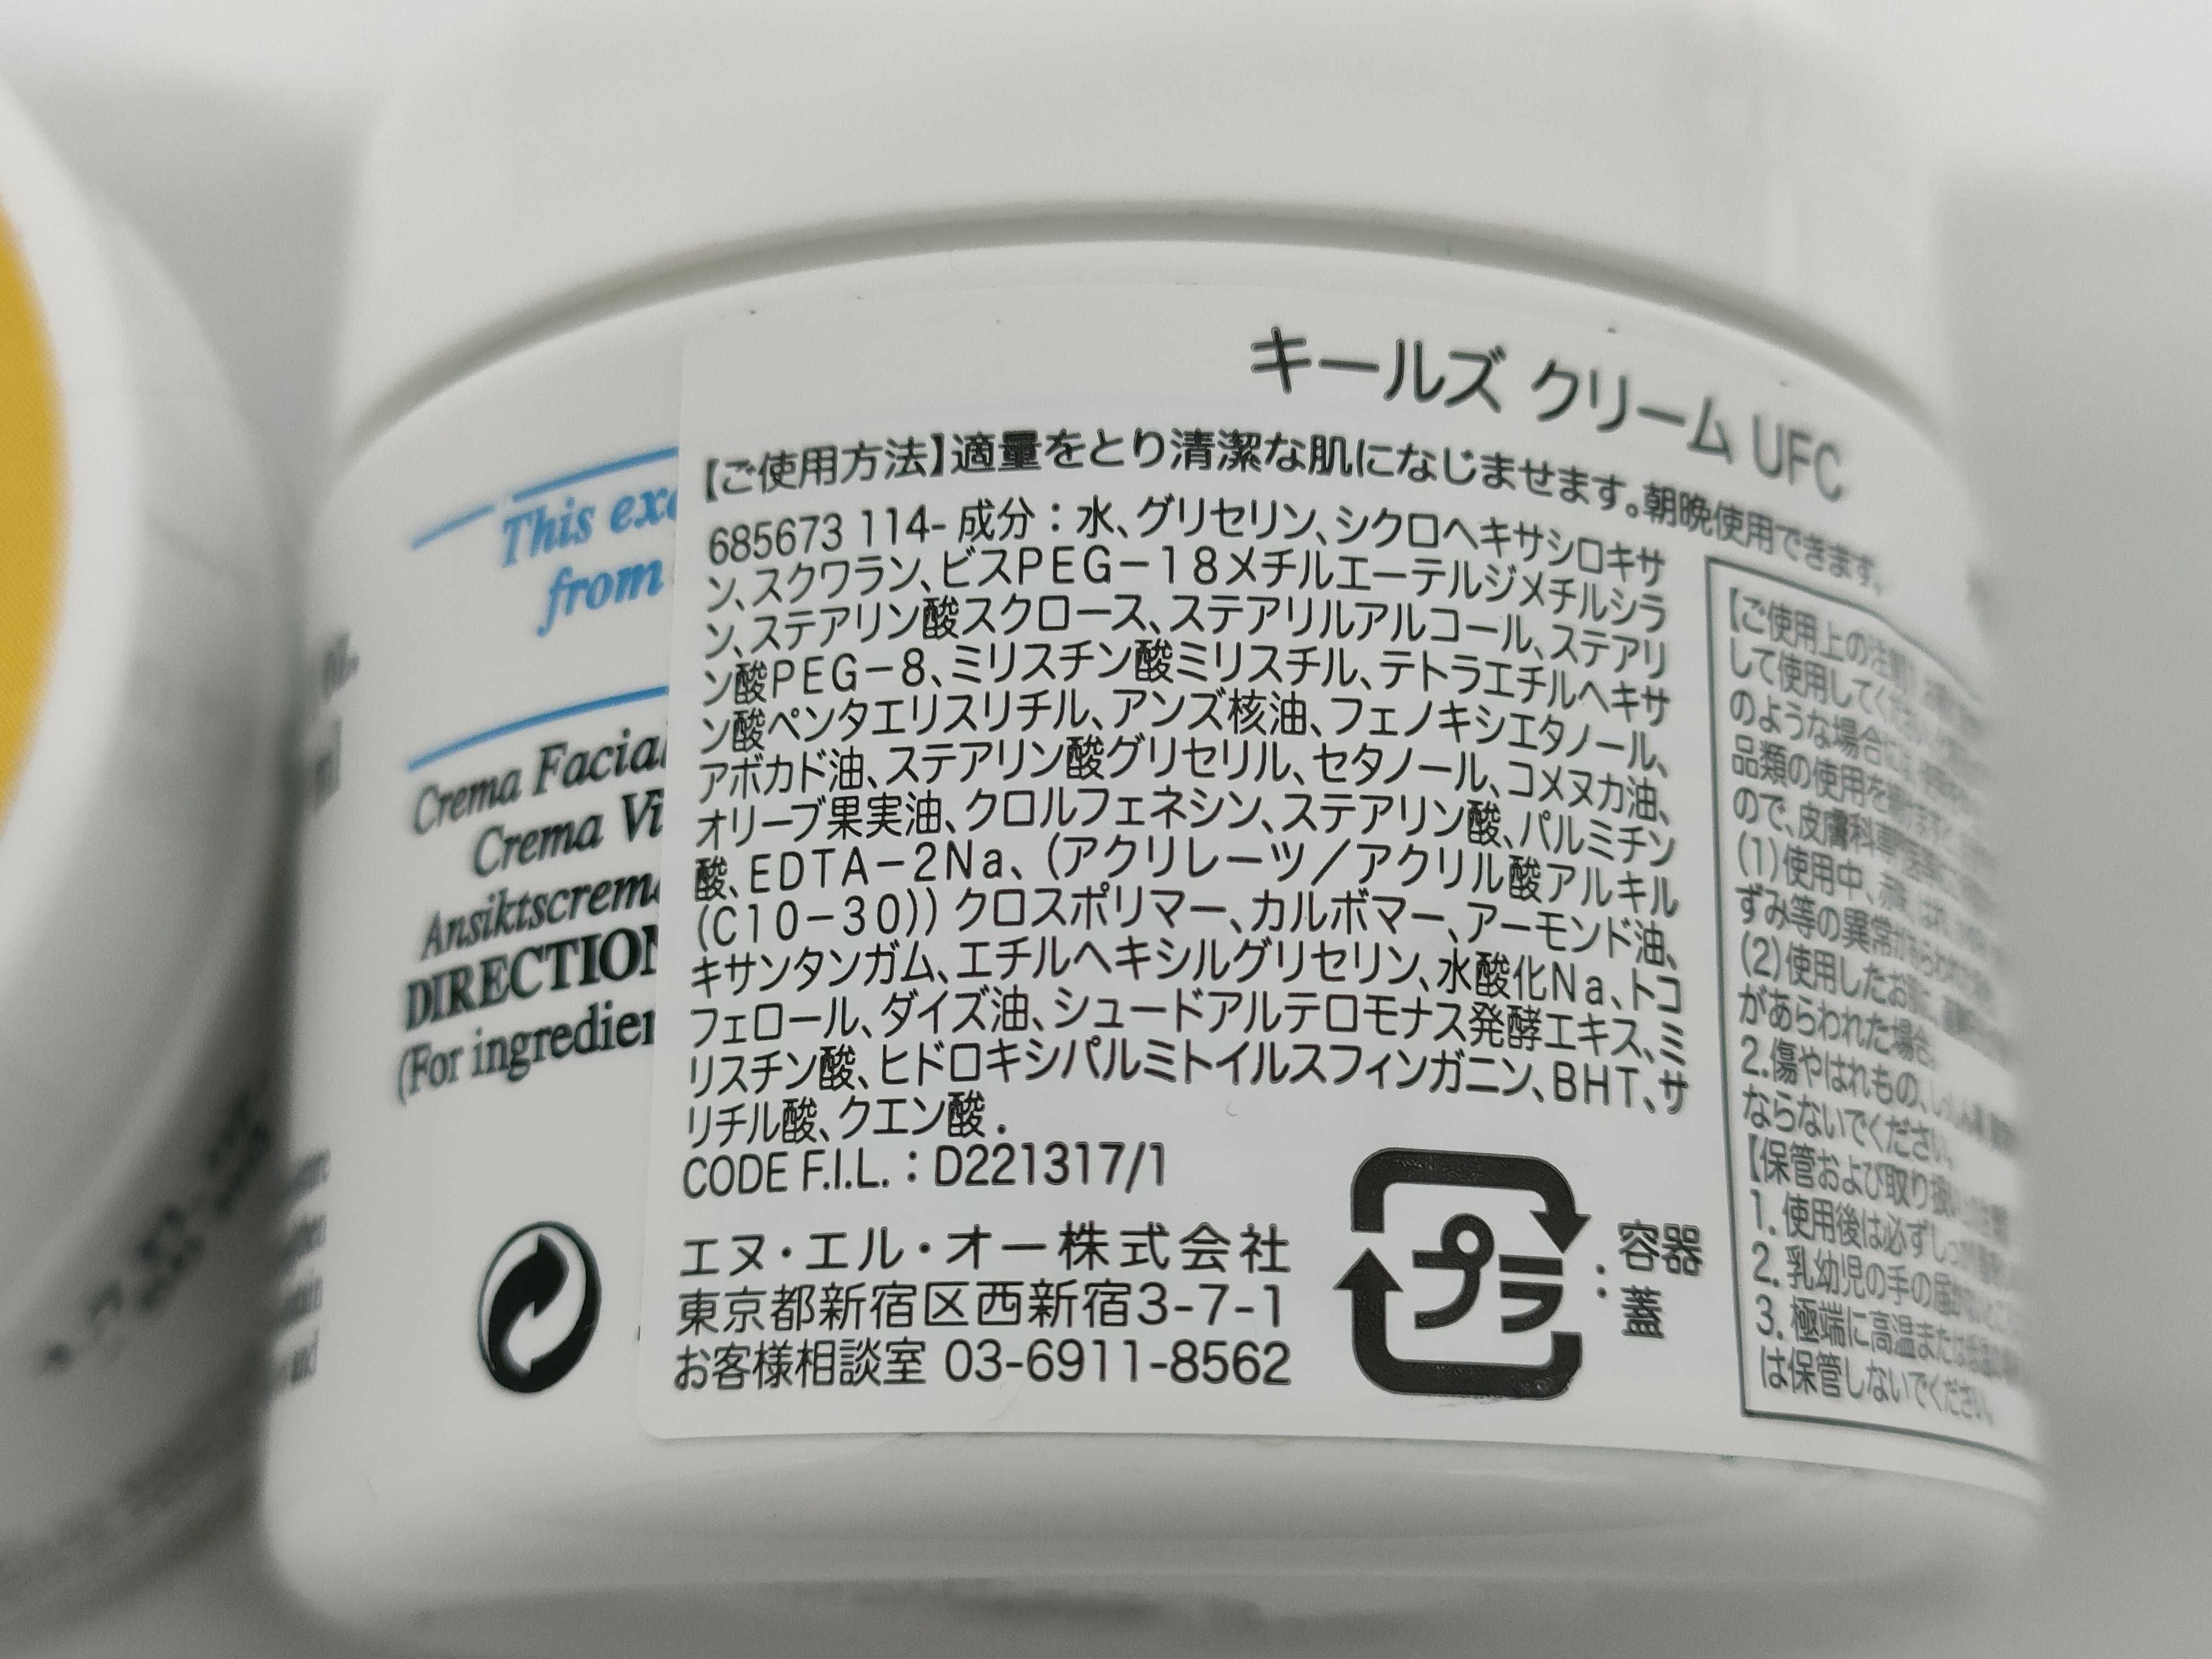 This exc
from
Crema Facial
Crema Vi
Ansiktscrem
DIRECTION
(For ingredien
キールズ クリーム UFC
【ご使用方法】適量をとり清潔な肌になじませます。朝晩使用できます。
685673 114- 成分：水、グリセリン、シクロヘキサシロキサ
ン、スクワラン、ビスPEG－18メチルエーテルジメチルシラ
ン、ステアリン酸スクロース、ステアリルアルコール、ステアリ
ン酸PEG－8、ミリスチン酸ミリスチル、テトラエチルヘキサ
ン酸ペンタエリスリチル、アンズ核油、フェノキシエタノール、
アボカド油、ステアリン酸グリセリル、セタノール、コメヌカ油、
オリーブ果実油、クロルフェネシン、ステアリン酸、パルミチン
酸、EDTA－2Na、（アクリレーツ／アクリル酸アルキル
（C10－30））クロスポリマー、カルボマー、アーモンド油、
キサンタンガム、エチルヘキシルグリセリン、水酸化Na、トコ
フェロール、ダイズ油、シュードアルテロモナス発酵エキス、ミ
リスチン酸、ヒドロキシパルミトイルスフィンガニン、BHT、サ
リチル酸、クエン酸．
CODE F.I.L.：D221317/1
エヌ・エル・オー株式会社
東京都新宿区西新宿3-7-1
お客様相談室 03-6911-8562
プラ
：容器
蓋
【ご使用上の注意】
して使用してください
のような場合には、
品類の使用を
ので、皮膚科専
(1)使用中、赤
ずみ等の異常が
(2)使用したお肌に
があらわれた場合。
2.傷やはれもの、しっしん
ならないでください。
【保管および取り扱い
1. 使用後は必ずしっ
2. 乳幼児の手の届
3. 極端に高温または
は保管しないでください。